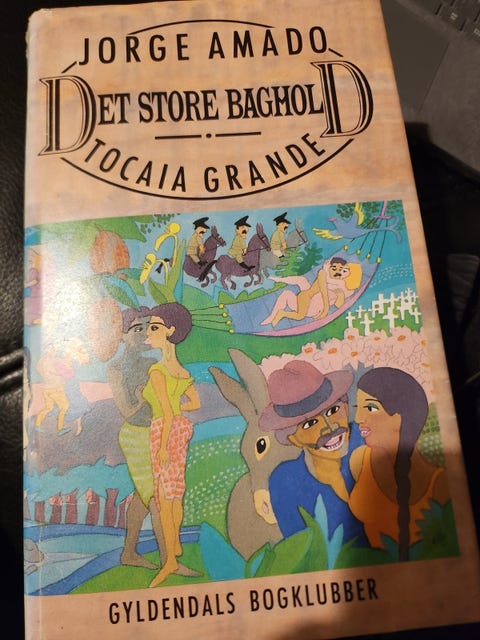 JORGE AMADO
DET STORE BAGHOLD
TOCAIA GRANDE
GYLDENDALS BOGKLUBBER